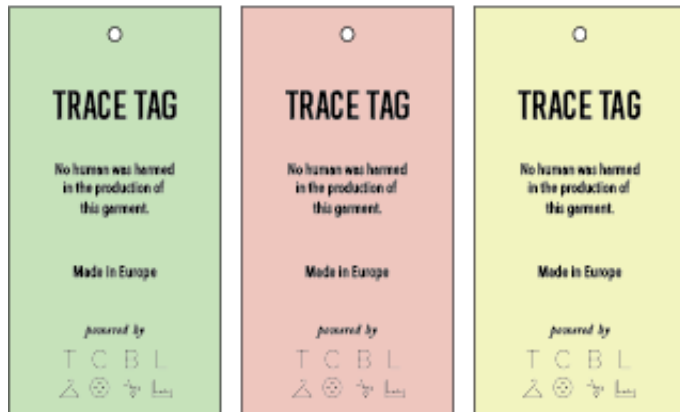 TRACE TAG
No human was harmed
in the production of
this garment.
Made in Europe
powered by
T C B L
TRACE TAG
No human was harmed
in the production of
this garment.
Made in Europe
powered by
T C B L
TRACE TAG
No human was harmed
in the production of
this garment.
Made in Europe
powered by
T C B L